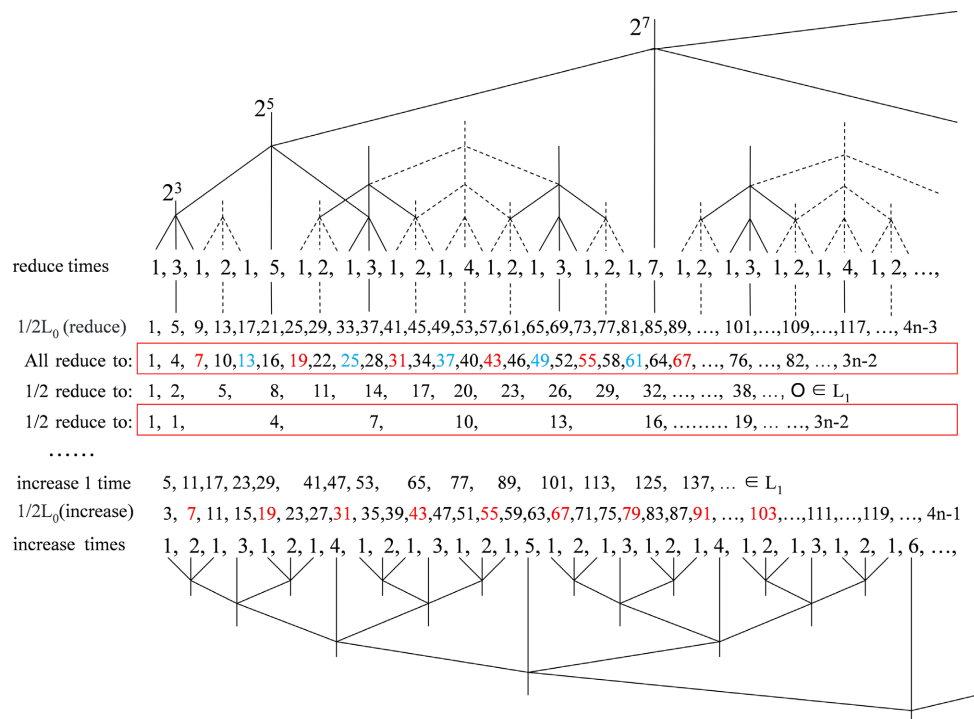 2⁷
2⁵
2³
reduce times 1, 3, 1, 2, 1, 5, 1, 2, 1, 3, 1, 2, 1, 4, 1, 2, 1, 3, 1, 2, 1, 7, 1, 2, 1, 3, 1, 2, 1, 4, 1, 2, …,
1/2L₀ (reduce) 1, 5, 9, 13,17,21,25,29, 33,37,41,45,49,53,57,61,65,69,73,77,81,85,89, …, 101,…,109,…,117, …, 4n-3
All reduce to: 1, 4, 7, 10,13,16, 19,22, 25,28,31,34,37,40,43,46,49,52,55,58,61,64,67, …, 76, …, 82, … , 3n-2
1/2 reduce to: 1, 2, 5, 8, 11, 14, 17, 20, 23, 26, 29, 32, …,…, 38, …, O ∈ L₁
1/2 reduce to: 1, 1, 4, 7, 10, 13, 16, ……… 19, … …, 3n-2
……
increase 1 time 5, 11,17, 23,29, 41,47, 53, 65, 77, 89, 101, 113, 125, 137, … ∈ L₁
1/2L₀(increase) 3, 7, 11, 15,19, 23,27, 31,35,39,43,47,51,55,59,63,67,71,75,79,83,87,91, …, 103,…,111,…,119, …, 4n-1
increase times 1, 2, 1, 3, 1, 2, 1, 4, 1, 2, 1, 3, 1, 2, 1, 5, 1, 2, 1, 3, 1, 2, 1, 4, 1, 2, 1, 3, 1, 2, 1, 6, …,